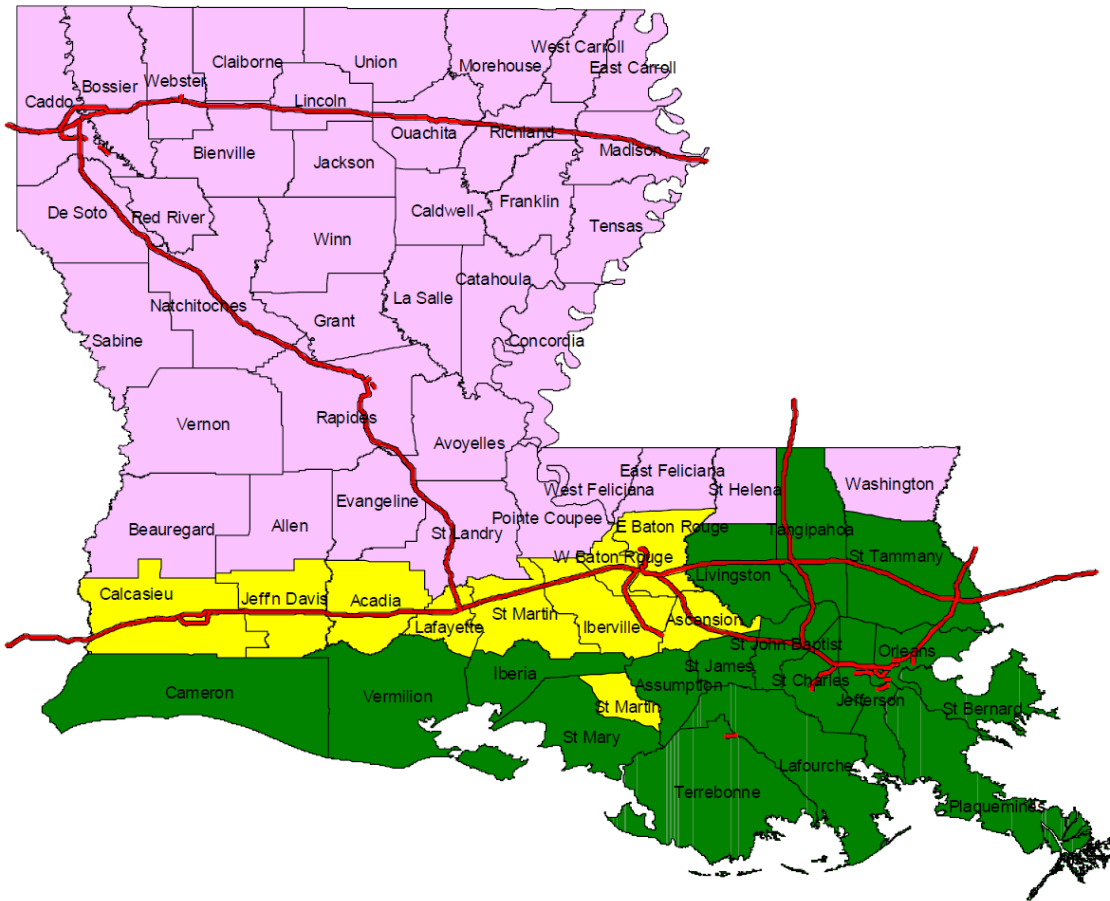 West Carroll
Claiborne
Union
Morehouse
East Carroll
Webster
Bossier
Caddo
Lincoln
Ouachita
Richland
Madison
Bienville
Jackson
Franklin
Caldwell
De Soto
Red River
Tensas
Winn
Catahoula
La Salle
Natchitoches
Grant
Sabine
Concordia
Rapides
Vernon
Avoyelles
East Feliciana
Washington
West Feliciana
St Helena
Evangeline
Pointe Coupee
E Baton Rouge
Beauregard
Allen
St Landry
Tangipahoa
W Baton Rouge
St Tammany
Livingston
Calcasieu
Jeff'n Davis
Acadia
St Martin
Ascension
Lafayette
Iberville
St John Baptist
Orleans
St James
Iberia
St Charles
Assumption
Cameron
Vermilion
Jefferson
St Martin
St Bernard
St Mary
Lafourche
Terrebonne
Plaquemines